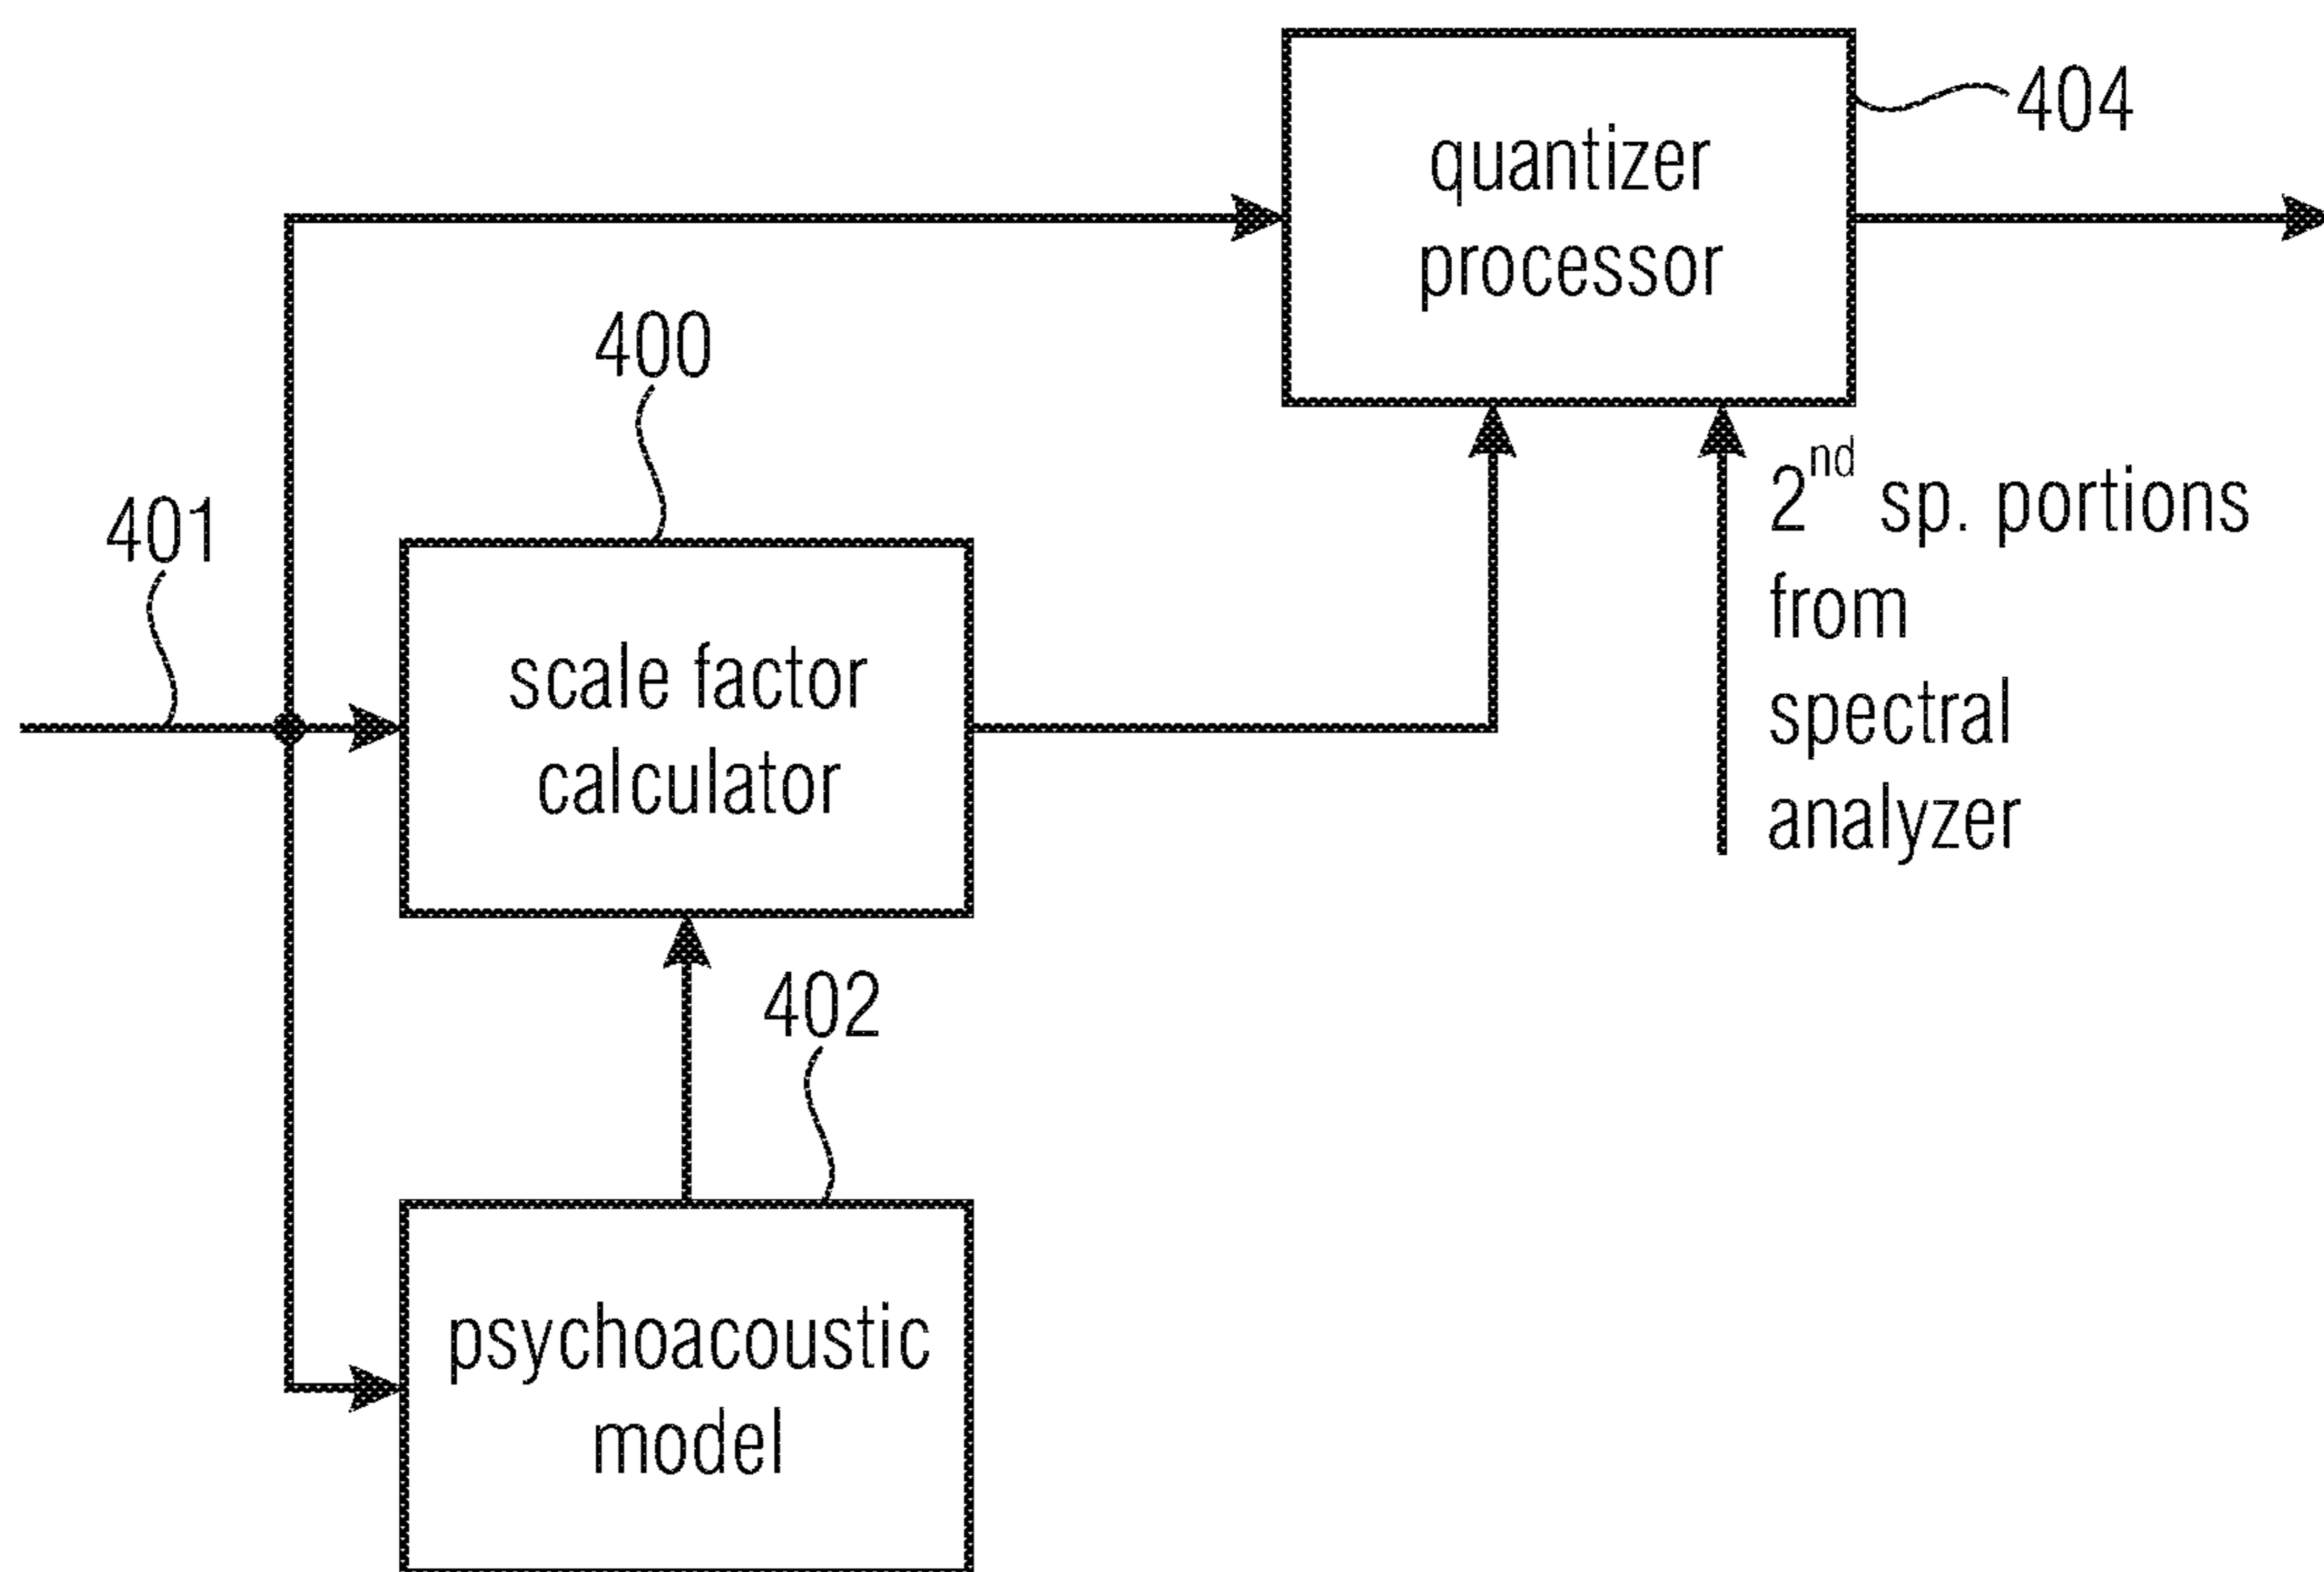 404
quantizer
processor
400
2nd sp. portions
from
spectral
analyzer
401
scale factor
calculator
402
psychoacoustic
model